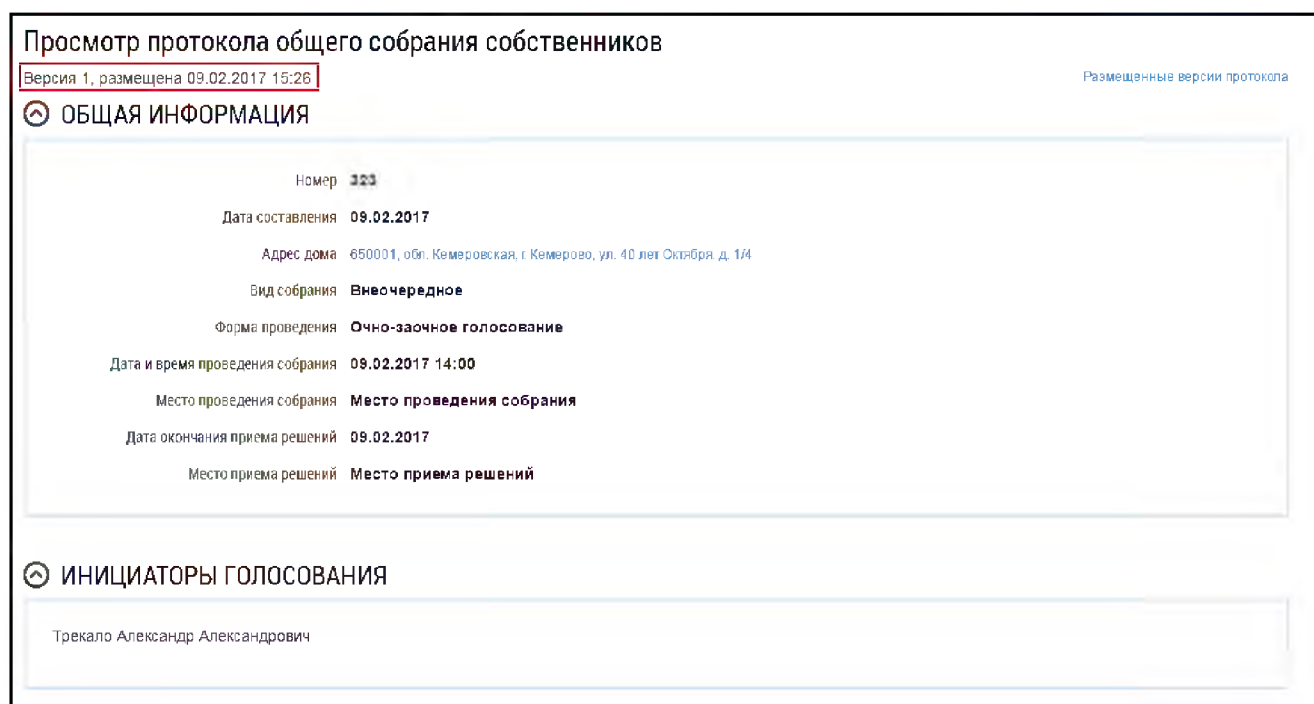 Просмотр протокола общего собрания собственников
Версия 1, размещена 09.02.2017 15:26
Размещенные версии протокола
ОБЩАЯ ИНФОРМАЦИЯ
Номер 323
Дата составления 09.02.2017
Адрес дома 650001, обл. Кемеровская, г. Кемерово, ул. 40 лет Октября, д. 1/4
Вид собрания Внеочередное
Форма проведения Очно-заочное голосование
Дата и время проведения собрания 09.02.2017 14:00
Место проведения собрания Место проведения собрания
Дата окончания приема решений 09.02.2017
Место приема решений Место приема решений
ИНИЦИАТОРЫ ГОЛОСОВАНИЯ
Трекало Александр Александрович